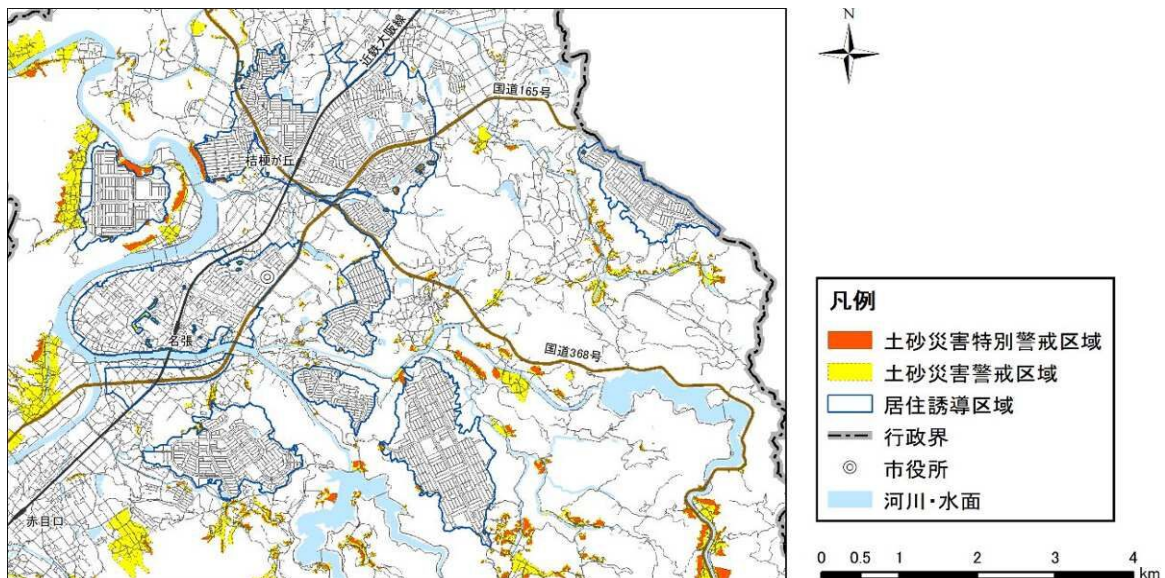 近鉄大阪線
国道165号
桔梗が丘
名張
国道368号
赤目口
N
凡例
土砂災害特別警戒区域
土砂災害警戒区域
居住誘導区域
行政界
市役所
河川・水面
0 0.5 1 2 3 4
km